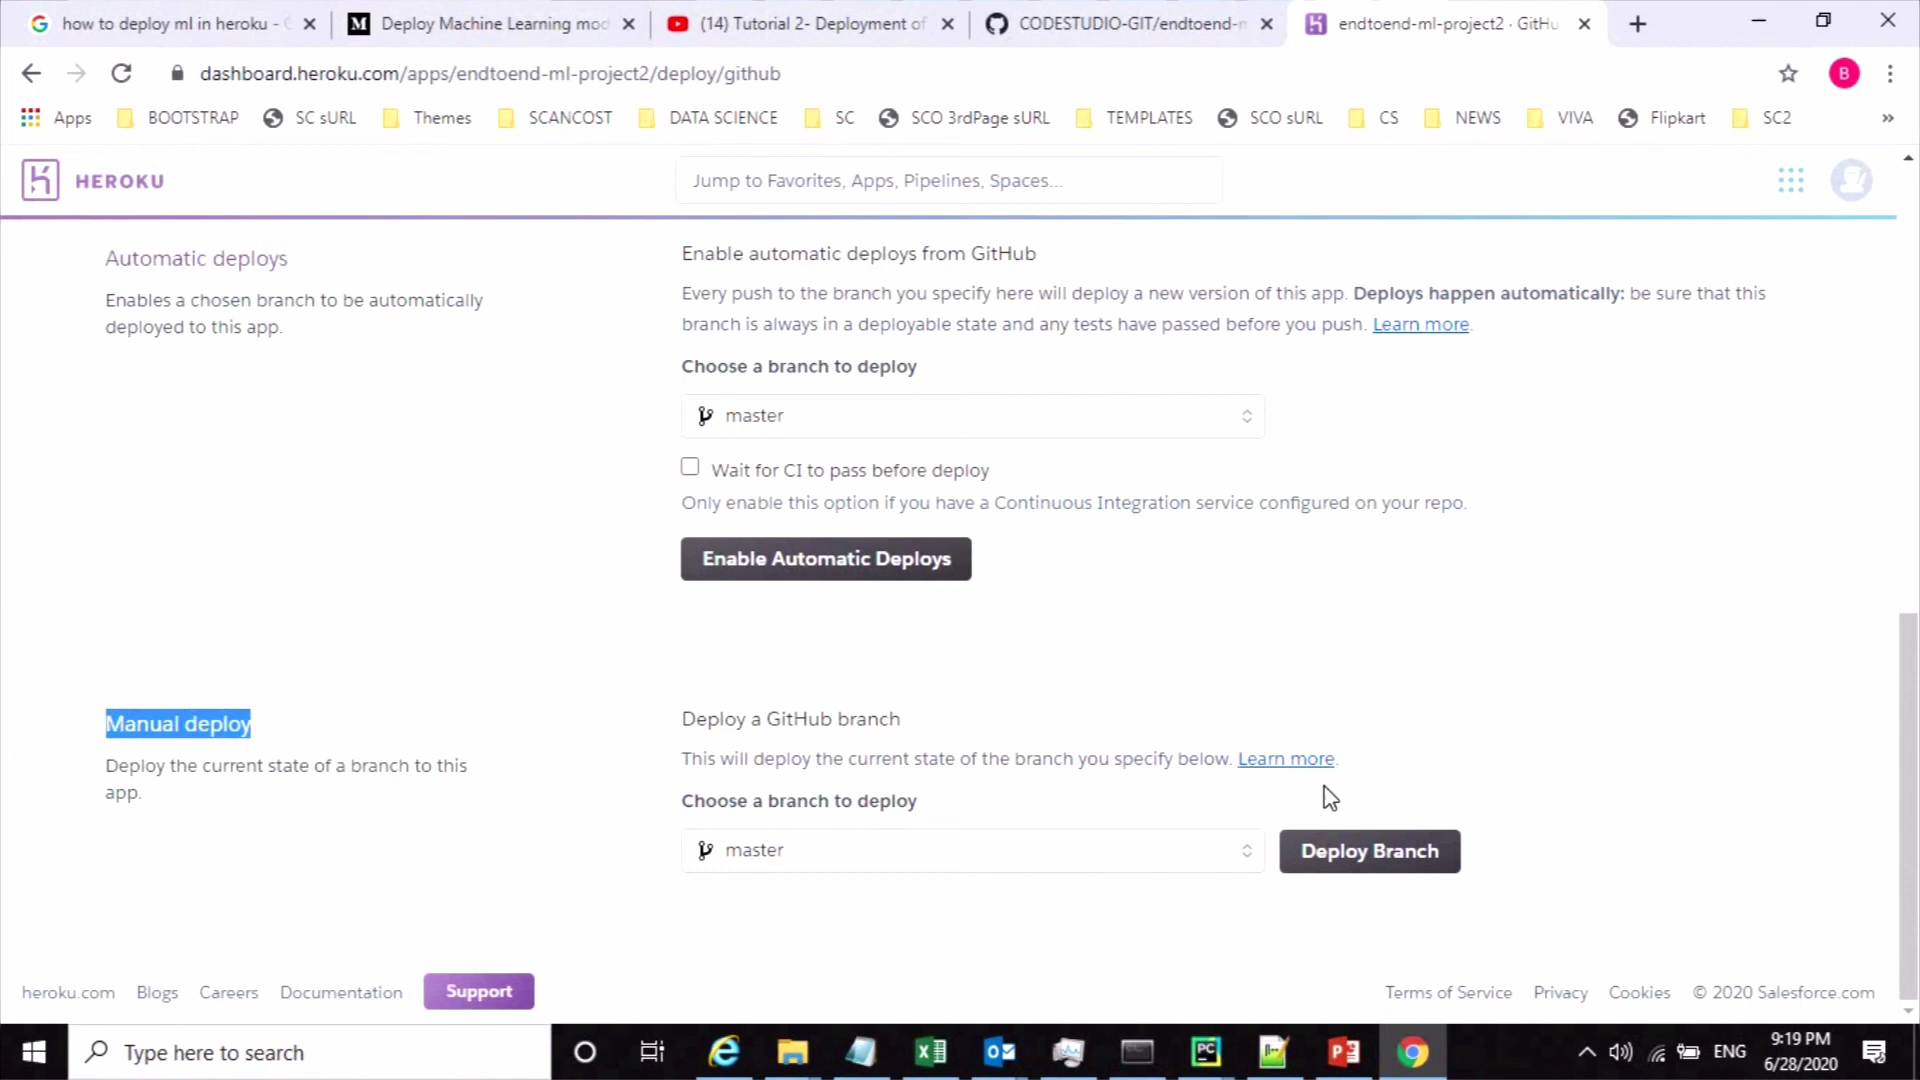 how to deploy ml in heroku - G
Deploy Machine Learning mod
(14) Tutorial 2- Deployment of
CODESTUDIO-GIT/endtoend-m
endtoend-ml-project2 · GitHu
dashboard.heroku.com/apps/endtoend-ml-project2/deploy/github
B
Apps
BOOTSTRAP
SC sURL
Themes
SCANCOST
DATA SCIENCE
SC
SCO 3rdPage sURL
TEMPLATES
SCO sURL
CS
NEWS
VIVA
Flipkart
SC2
»
HEROKU
Jump to Favorites, Apps, Pipelines, Spaces...
Automatic deploys
Enables a chosen branch to be automatically
deployed to this app.
Enable automatic deploys from GitHub
Every push to the branch you specify here will deploy a new version of this app. Deploys happen automatically: be sure that this
branch is always in a deployable state and any tests have passed before you push. Learn more.
Choose a branch to deploy
master
Wait for CI to pass before deploy
Only enable this option if you have a Continuous Integration service configured on your repo.
Enable Automatic Deploys
Manual deploy
Deploy the current state of a branch to this
app.
Deploy a GitHub branch
This will deploy the current state of the branch you specify below. Learn more.
Choose a branch to deploy
master
Deploy Branch
heroku.com
Blogs
Careers
Documentation
Support
Terms of Service
Privacy
Cookies
© 2020 Salesforce.com
Type here to search
ENG
9:19 PM
6/28/2020